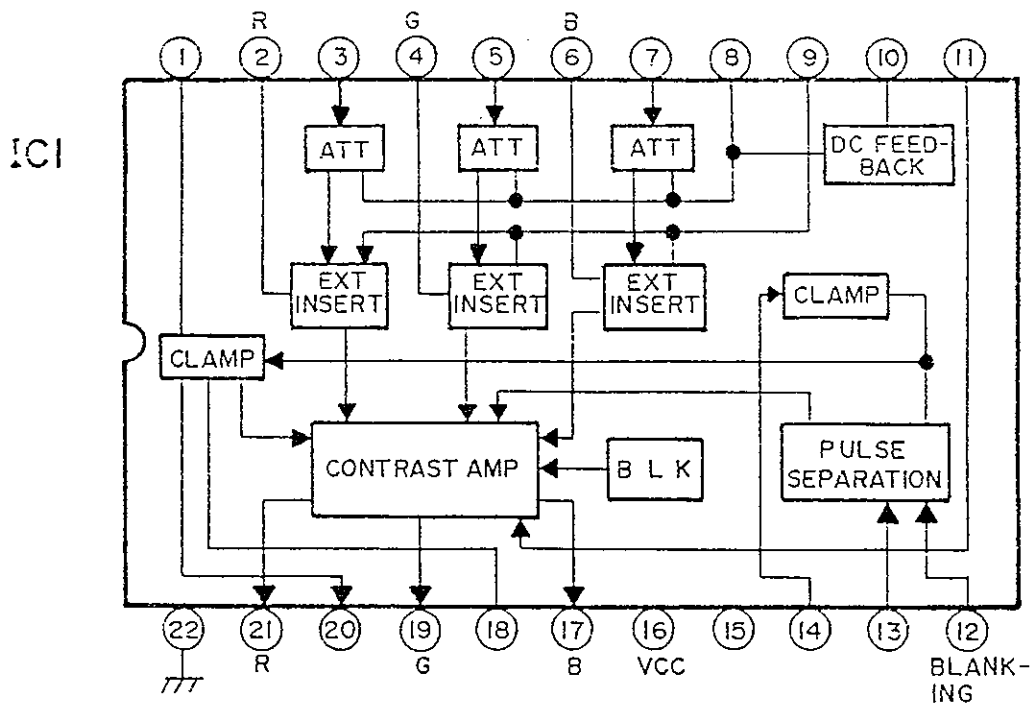 R G B
1 2 3 4 5 6 7 8 9 10 11
IC1
ATT ATT ATT DC FEED-
BACK
EXT
INSERT
EXT
INSERT
EXT
INSERT
CLAMP
CLAMP
CONTRAST AMP
B L K
PULSE
SEPARATION
22 21 20 19 18 17 16 15 14 13 12
R G B VCC BLANK-
ING